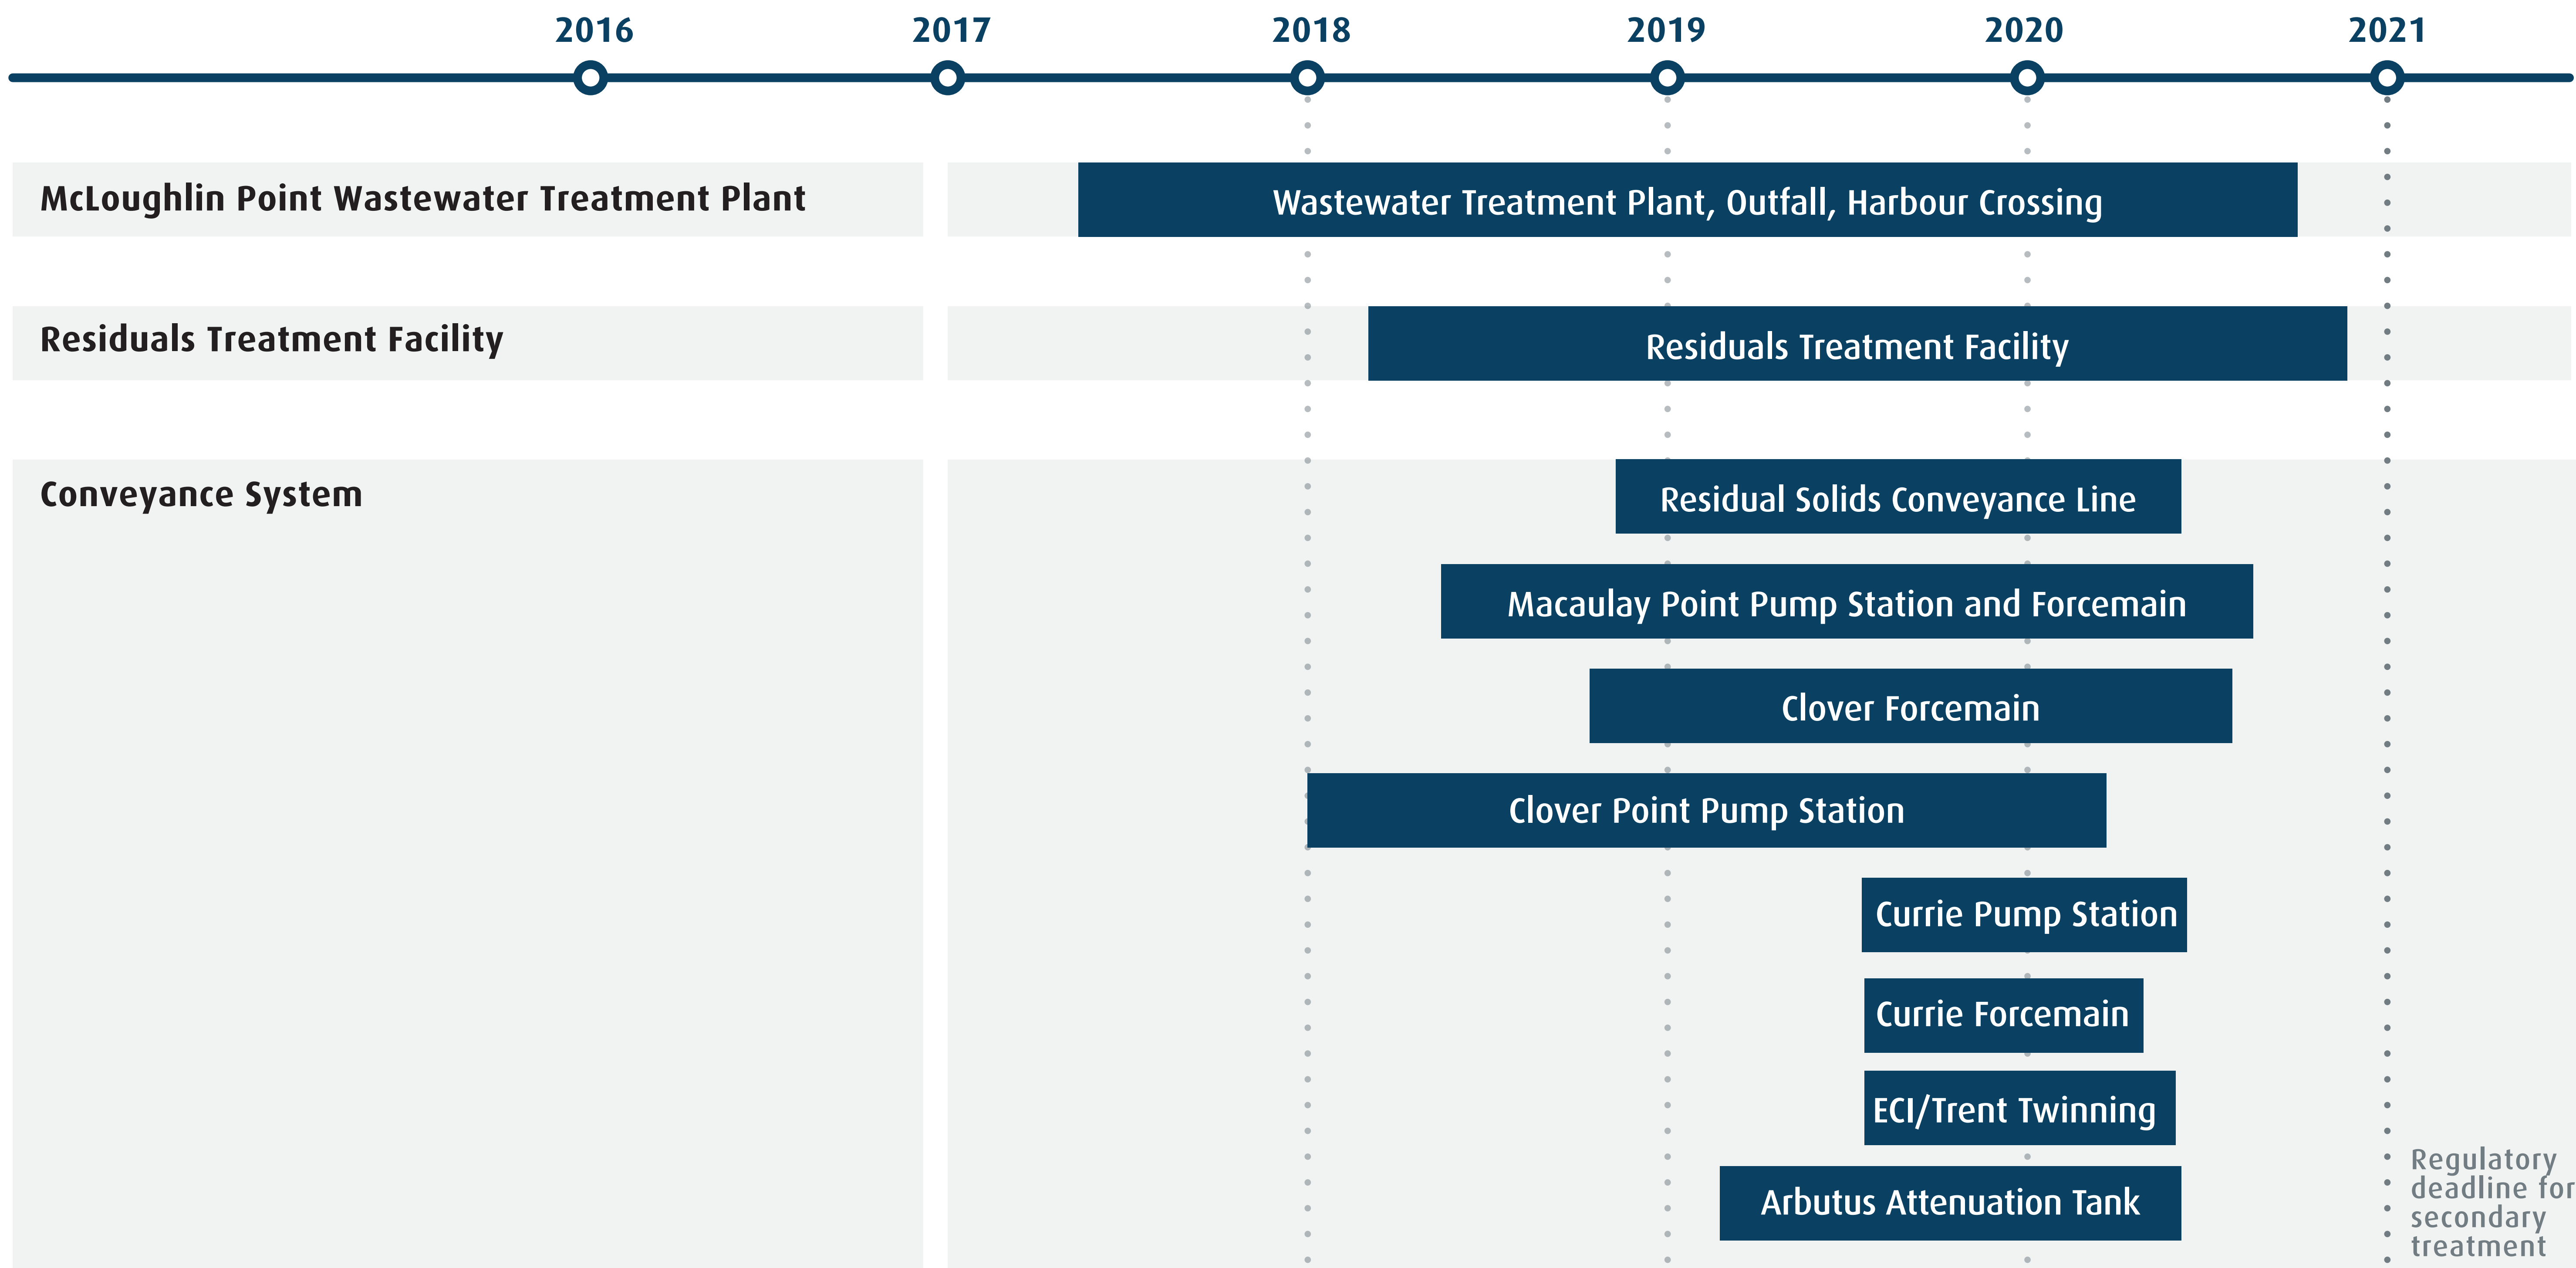 2016 2017 2018 2019 2020 2021
McLoughlin Point Wastewater Treatment Plant
Wastewater Treatment Plant, Outfall, Harbour Crossing
Residuals Treatment Facility
Residuals Treatment Facility
Conveyance System
Residual Solids Conveyance Line
Macaulay Point Pump Station and Forcemain
Clover Forcemain
Clover Point Pump Station
Currie Pump Station
Currie Forcemain
ECI/Trent Twinning
Arbutus Attenuation Tank
Regulatory
deadline for
secondary
treatment